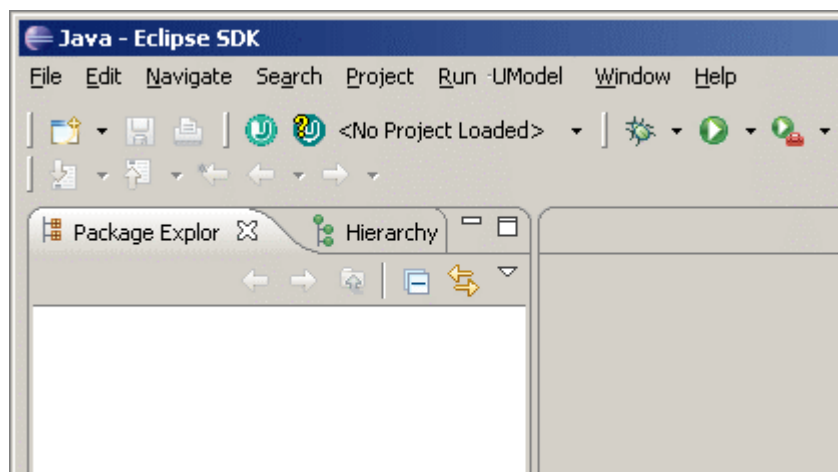 Java - Eclipse SDK
File Edit Navigate Search Project Run UModel Window Help
<No Project Loaded>
Package Explor Hierarchy